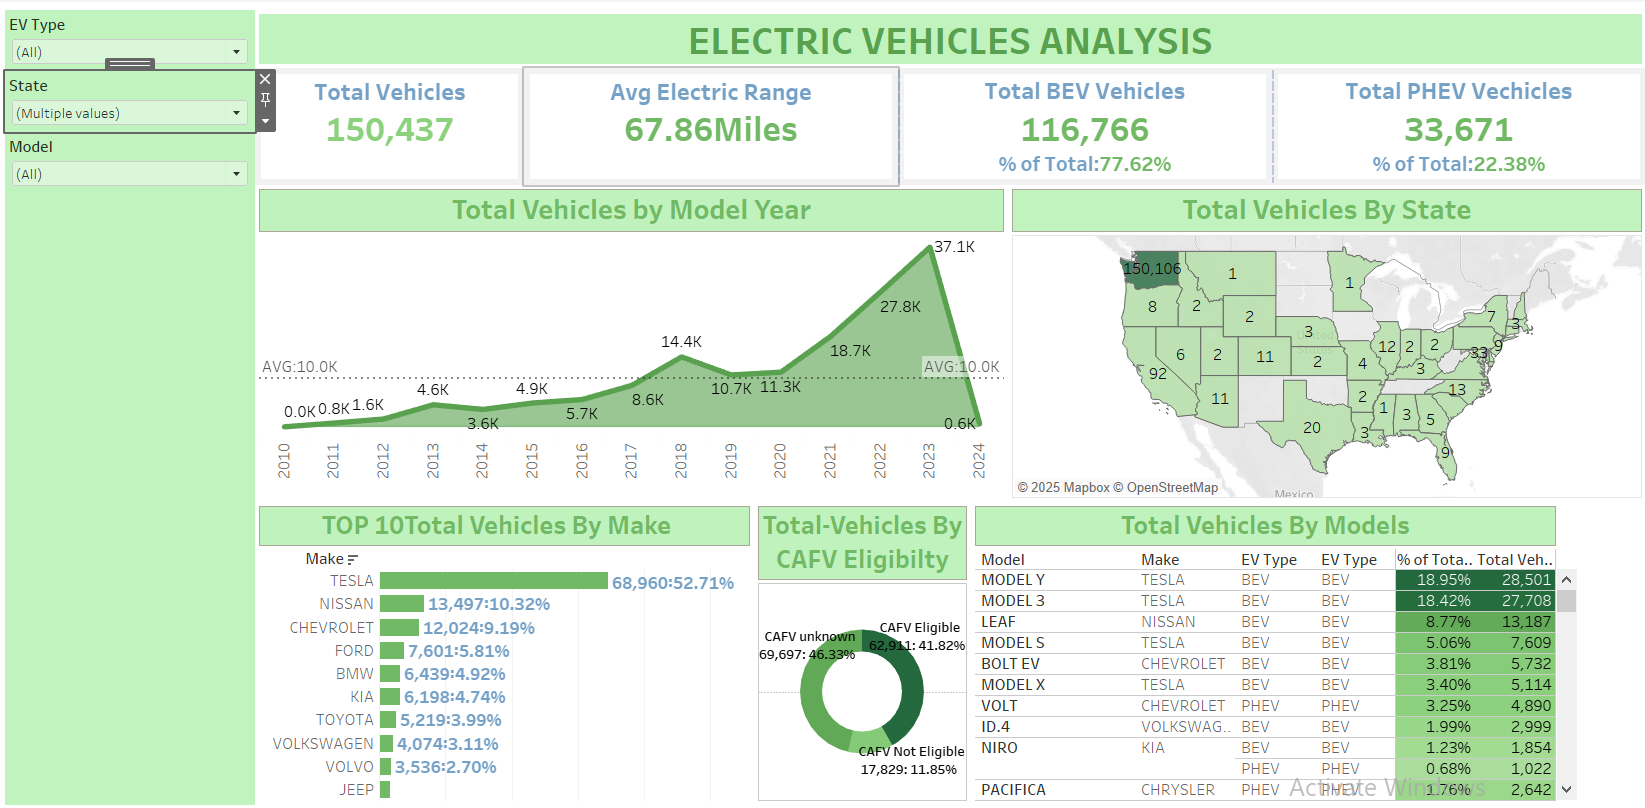 EV Type
(All)
State
(Multiple values)
Model
(All)
ELECTRIC VEHICLES ANALYSIS
Total Vehicles
150,437
Avg Electric Range
67.86Miles
Total BEV Vehicles
116,766
% of Total:77.62%
Total PHEV Vechicles
33,671
% of Total:22.38%
Total Vehicles by Model Year
37.1K
27.8K
14.4K
18.7K
AVG:10.0K
AVG:10.0K
0.0K
0.8K
1.6K
4.6K
3.6K
4.9K
5.7K
8.6K
10.7K
11.3K
0.6K
2010
2011
2012
2013
2014
2015
2016
2017
2018
2019
2020
2021
2022
2023
2024
Total Vehicles By State
150,106
1
1
8
2
2
7
3
3
6
2
11
2
12
2
2
33
9
92
4
3
11
2
13
20
3
1
3
5
9
United
States
Mexico
© 2025 Mapbox © OpenStreetMap
TOP 10Total Vehicles By Make
Make
TESLA 68,960:52.71%
NISSAN 13,497:10.32%
CHEVROLET 12,024:9.19%
FORD 7,601:5.81%
BMW 6,439:4.92%
KIA 6,198:4.74%
TOYOTA 5,219:3.99%
VOLKSWAGEN 4,074:3.11%
VOLVO 3,536:2.70%
JEEP
Total-Vehicles By
CAFV Eligibilty
CAFV unknown
69,697: 46.33%
CAFV Eligible
62,911: 41.82%
CAFV Not Eligible
17,829: 11.85%
Total Vehicles By Models
Model Make EV Type EV Type % of Tota.. Total Veh..
MODEL Y TESLA BEV BEV 18.95% 28,501
MODEL 3 TESLA BEV BEV 18.42% 27,708
LEAF NISSAN BEV BEV 8.77% 13,187
MODEL S TESLA BEV BEV 5.06% 7,609
BOLT EV CHEVROLET BEV BEV 3.81% 5,732
MODEL X TESLA BEV BEV 3.40% 5,114
VOLT CHEVROLET PHEV PHEV 3.25% 4,890
ID.4 VOLKSWAG.. BEV BEV 1.99% 2,999
NIRO KIA BEV BEV 1.23% 1,854
PHEV PHEV 0.68% 1,022
PACIFICA CHRYSLER PHEV PHEV 1.76% 2,642
Activate Windows